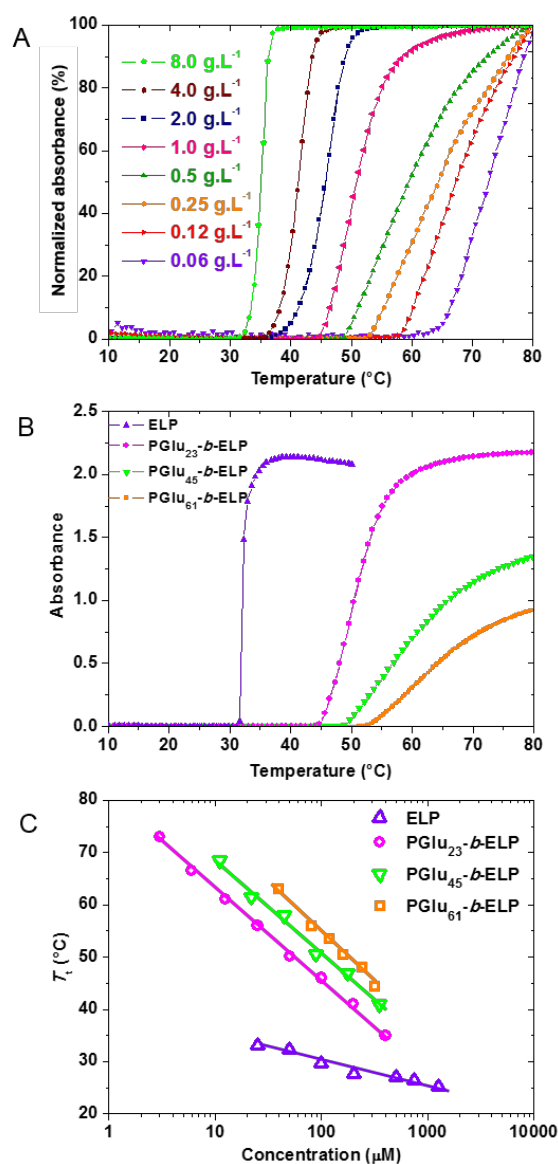 A
Normalized absorbance (%)
100
80
60
40
20
0
8.0 g.L⁻¹
4.0 g.L⁻¹
2.0 g.L⁻¹
1.0 g.L⁻¹
0.5 g.L⁻¹
0.25 g.L⁻¹
0.12 g.L⁻¹
0.06 g.L⁻¹
10 20 30 40 50 60 70 80
Temperature (°C)
B
Absorbance
2.5
2.0
1.5
1.0
0.5
0.0
ELP
PGlu₂₃-b-ELP
PGlu₄₅-b-ELP
PGlu₆₁-b-ELP
10 20 30 40 50 60 70 80
Temperature (°C)
C
Tₜ (°C)
80
70
60
50
40
30
20
ELP
PGlu₂₃-b-ELP
PGlu₄₅-b-ELP
PGlu₆₁-b-ELP
1 10 100 1000 10000
Concentration (µM)